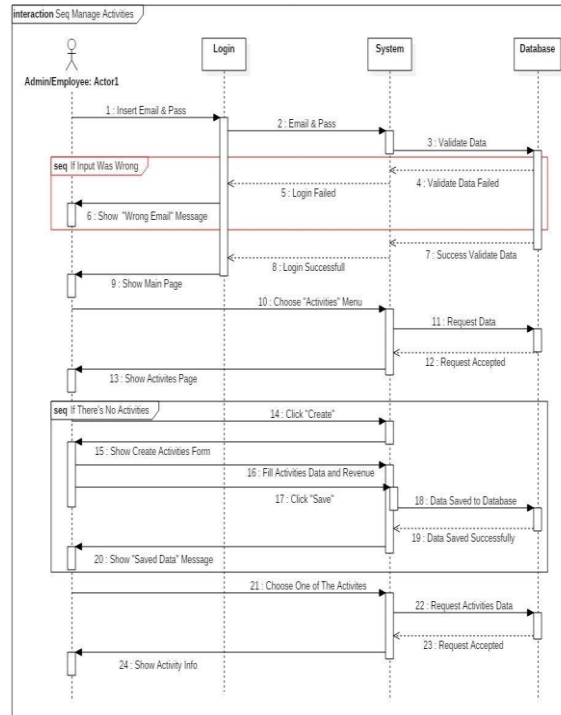 interaction Seq Manage Activities
Login
System
Database
Admin/Employee: Actor1
1 : Insert Email & Pass
2 : Email & Pass
3 : Validate Data
seq If Input Was Wrong
4 : Validate Data Failed
5 : Login Failed
6 : Show "Wrong Email" Message
7 : Success Validate Data
8 : Login Successfull
9 : Show Main Page
10 : Choose "Activities" Menu
11 : Request Data
12 : Request Accepted
13 : Show Activites Page
seq If There's No Activities
14 : Click "Create"
15 : Show Create Activities Form
16 : Fill Activities Data and Revenue
17 : Click "Save"
18 : Data Saved to Database
19 : Data Saved Successfully
20 : Show "Saved Data" Message
21 : Choose One of The Activites
22 : Request Activities Data
23 : Request Accepted
24 : Show Activity Info